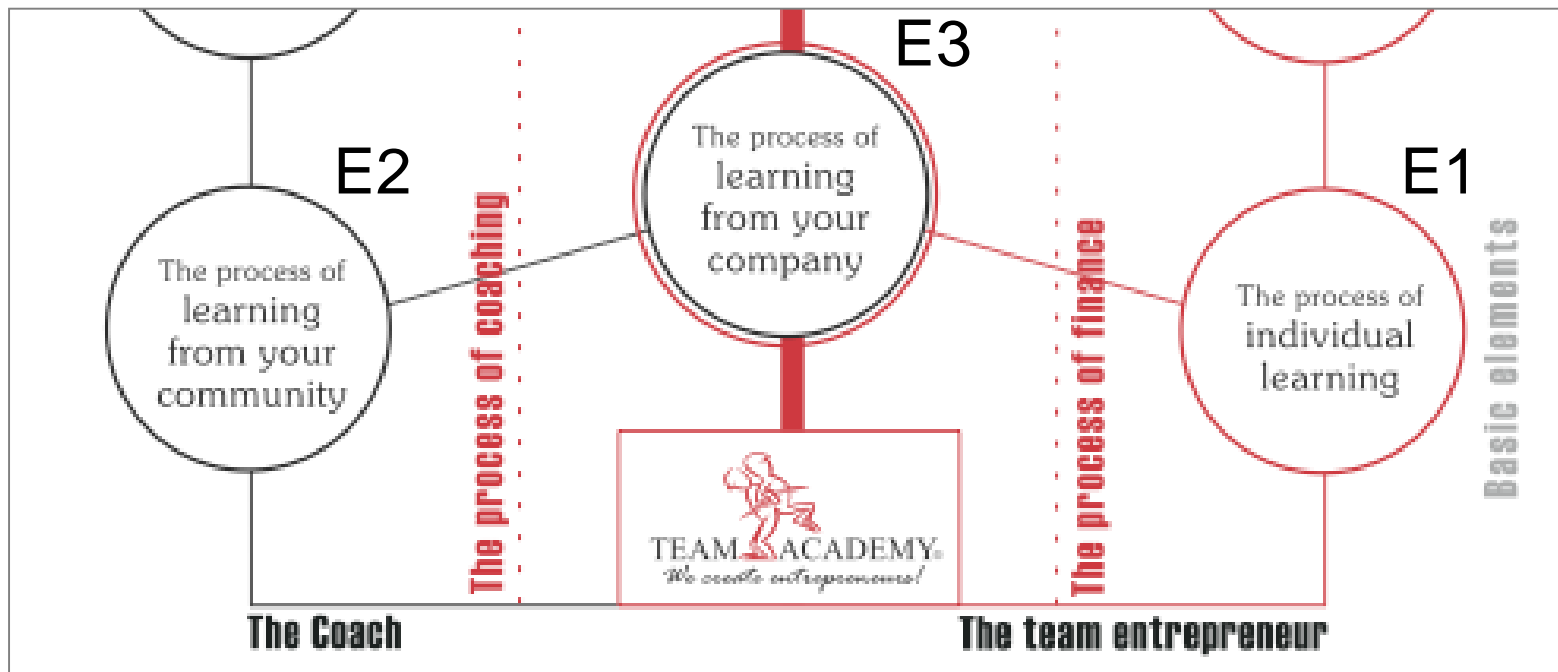 E3
The process of
learning
from your
company
E2
The process of
learning
from your
community
E1
The process of
individual
learning
The process of coaching
The process of finance
Basic elements
TEAM ACADEMY®
We create entrepreneurs!
The Coach
The team entrepreneur